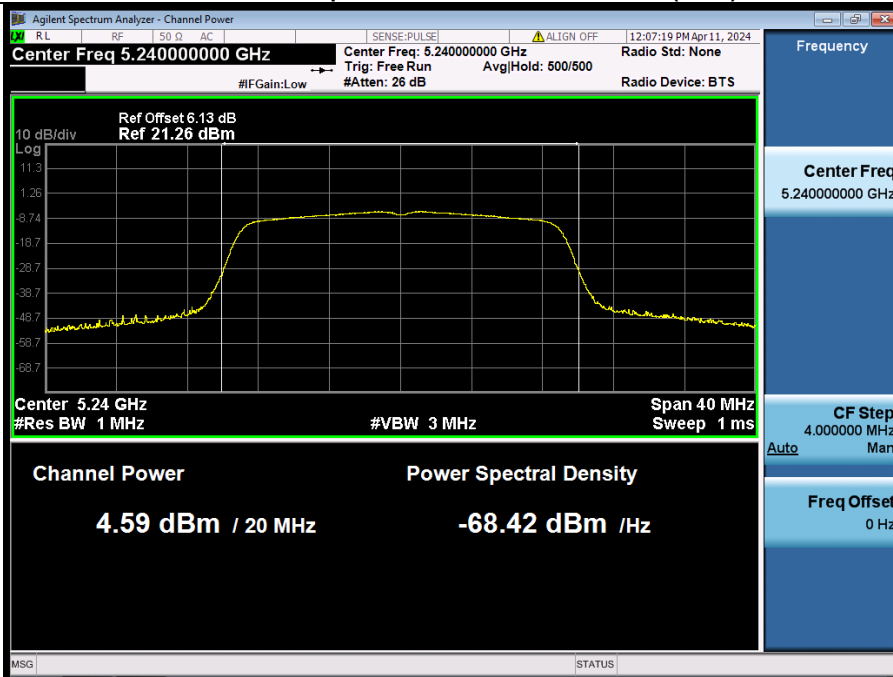 Agilent Spectrum Analyzer - Channel Power
RL RF 50 Ω AC SENSE:PULSE ALIGN OFF 12:07:19 PM Apr 11, 2024
Center Freq 5.240000000 GHz
Center Freq: 5.240000000 GHz
Radio Std: None
Trig: Free Run Avg|Hold: 500/500
#IFGain:Low
#Atten: 26 dB
Radio Device: BTS
Frequency
Ref Offset 6.13 dB
10 dB/div Ref 21.26 dBm
Log
11.3
1.26
-8.74
-18.7
-28.7
-38.7
-48.7
-58.7
-68.7
Center 5.24 GHz Span 40 MHz
#Res BW 1 MHz #VBW 3 MHz Sweep 1 ms
Channel Power Power Spectral Density
4.59 dBm / 20 MHz -68.42 dBm /Hz
Center Freq
5.240000000 GHz
CF Step
4.000000 MHz
Auto Man
Freq Offset
0 Hz
MSG STATUS